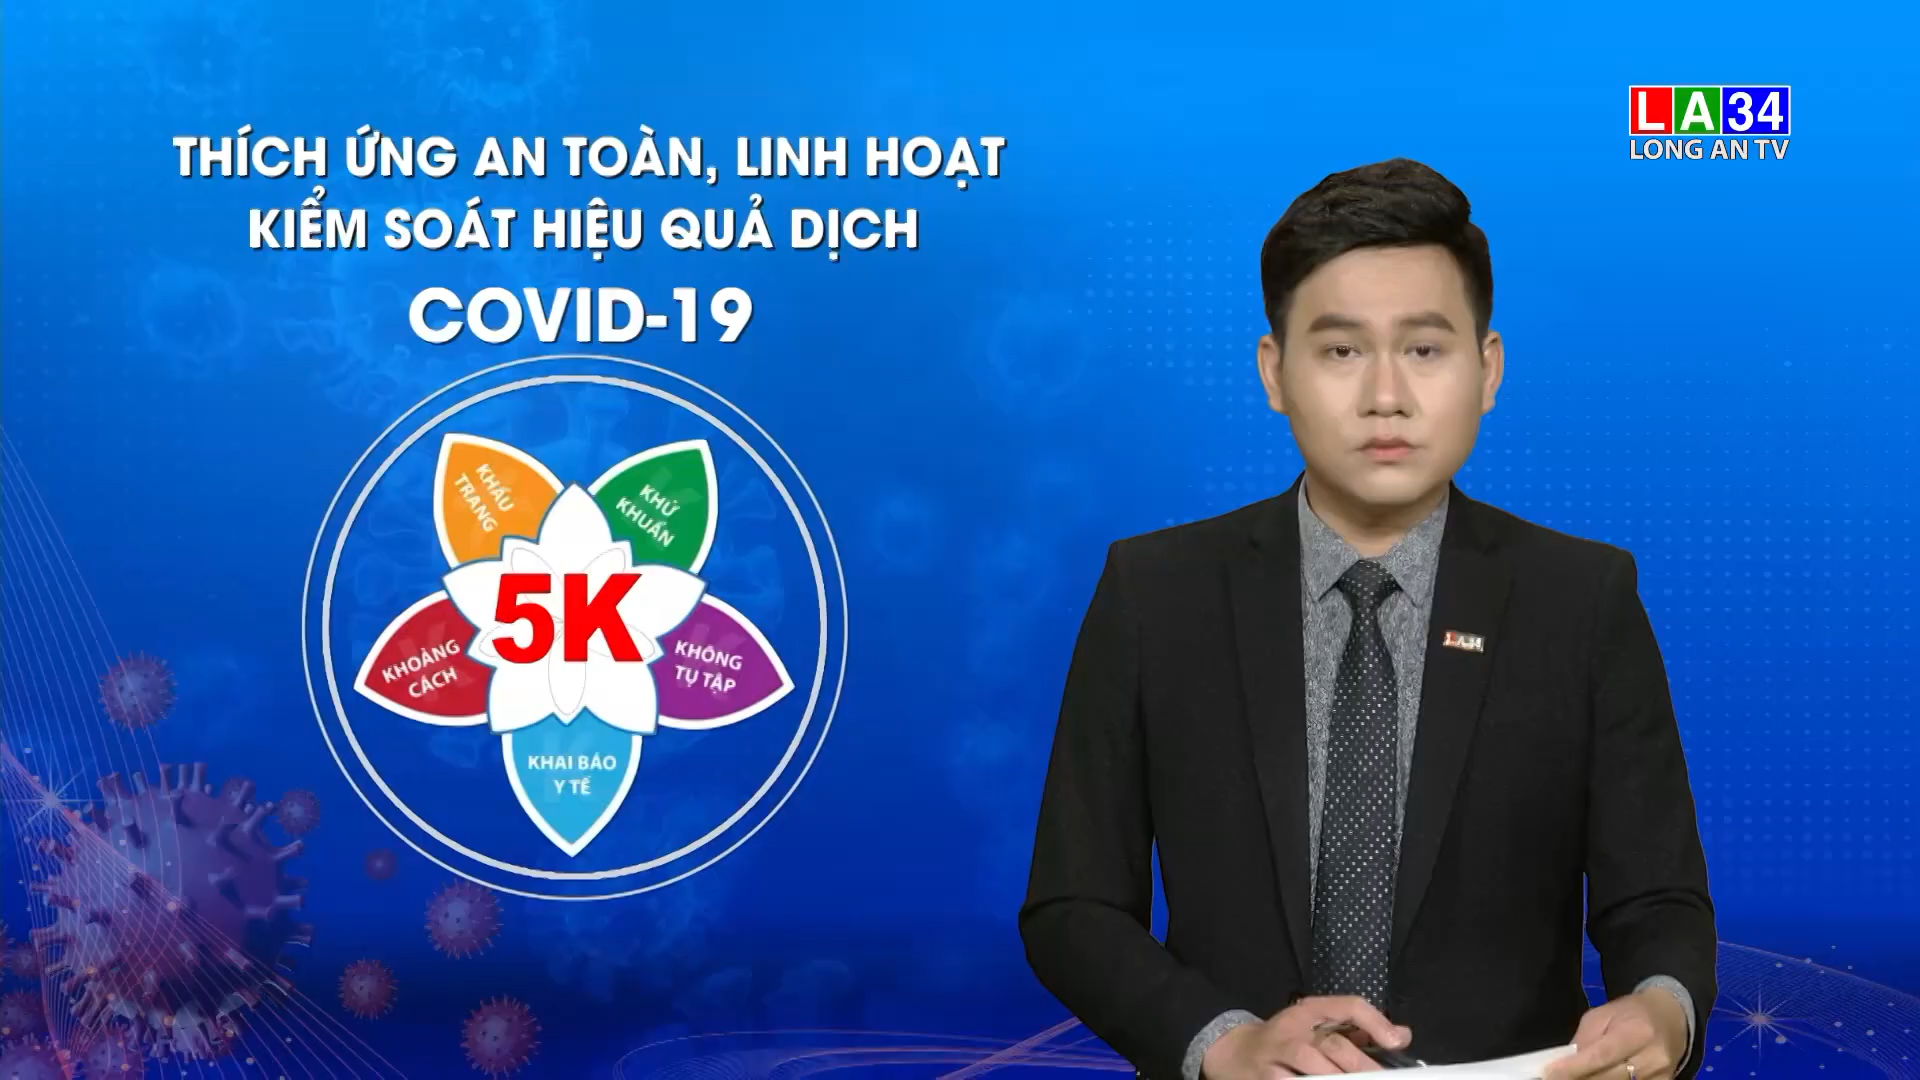 THÍCH ỨNG AN TOÀN, LINH HOẠT
KIỂM SOÁT HIỆU QUẢ DỊCH
COVID-19
LA34
LONG AN TV
KHẨU
TRANG
KHỬ
KHUẨN
5K
KHOẢNG
CÁCH
KHÔNG
TỤ TẬP
KHAI BÁO
Y TẾ
LA34